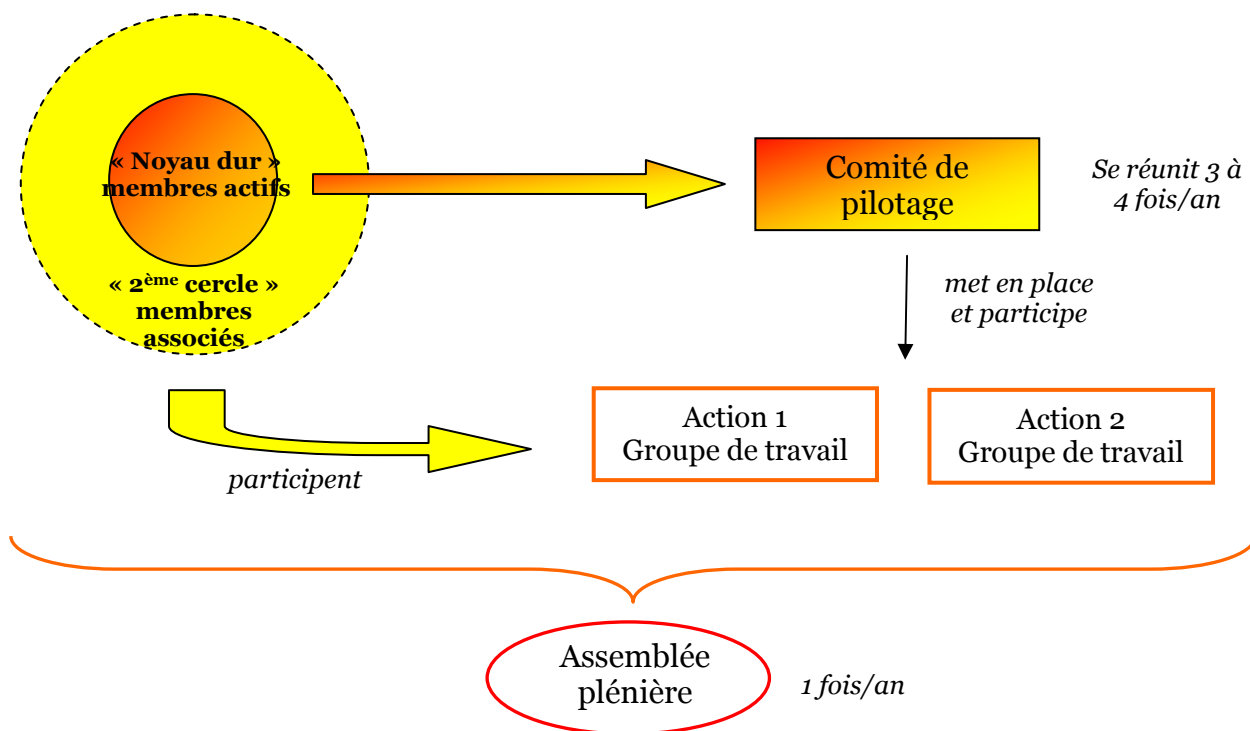 « Noyau dur »
membres actifs
« 2ème cercle »
membres
associés
Comité de
pilotage
Se réunit 3 à
4 fois/an
met en place
et participe
Action 1
Groupe de travail
Action 2
Groupe de travail
participent
Assemblée
plénière
1 fois/an